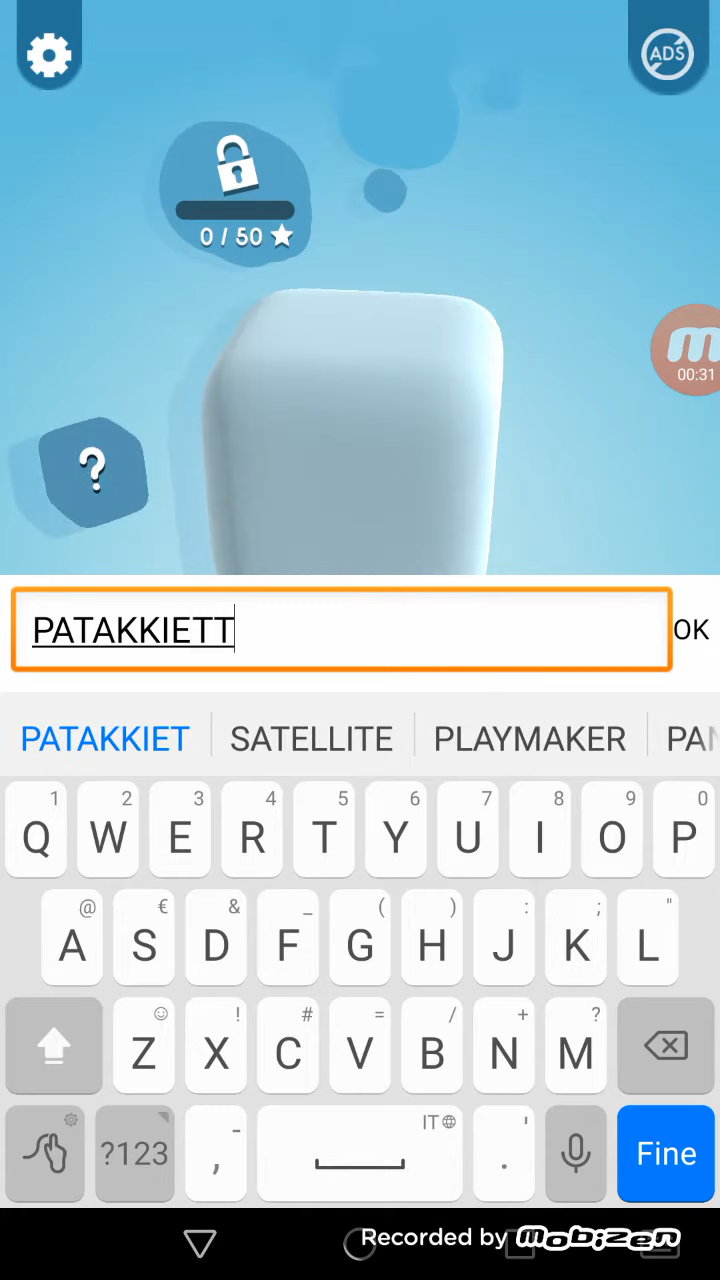 ADS
0 / 50
m
00:31
?
PATAKKIETT
OK
PATAKKIET SATELLITE PLAYMAKER PAN
1 2 3 4 5 6 7 8 9 0
Q W E R T Y U I O P
@ € & _ ( ) : ; "
A S D F G H J K L
! # = / + ?
Z X C V B N M
- IT '
?123 , . Fine
Recorded by mobizen